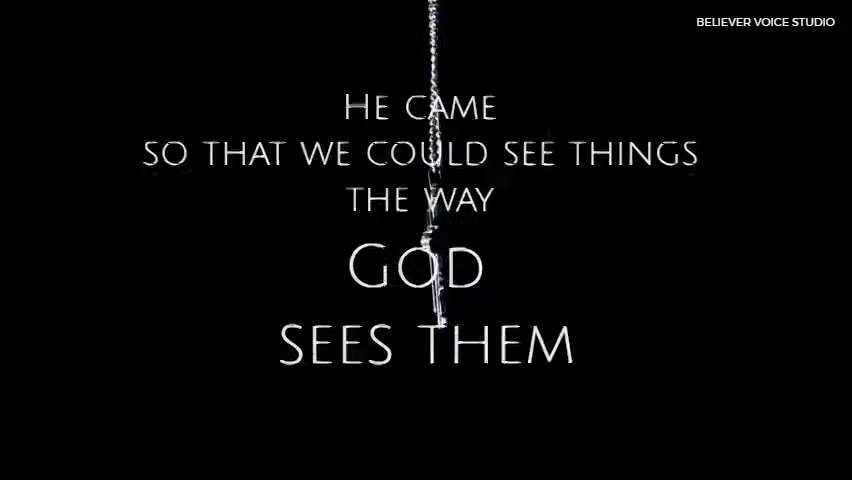 BELIEVER VOICE STUDIO
HE CAME
SO THAT WE COULD SEE THINGS
THE WAY
GOD
SEES THEM